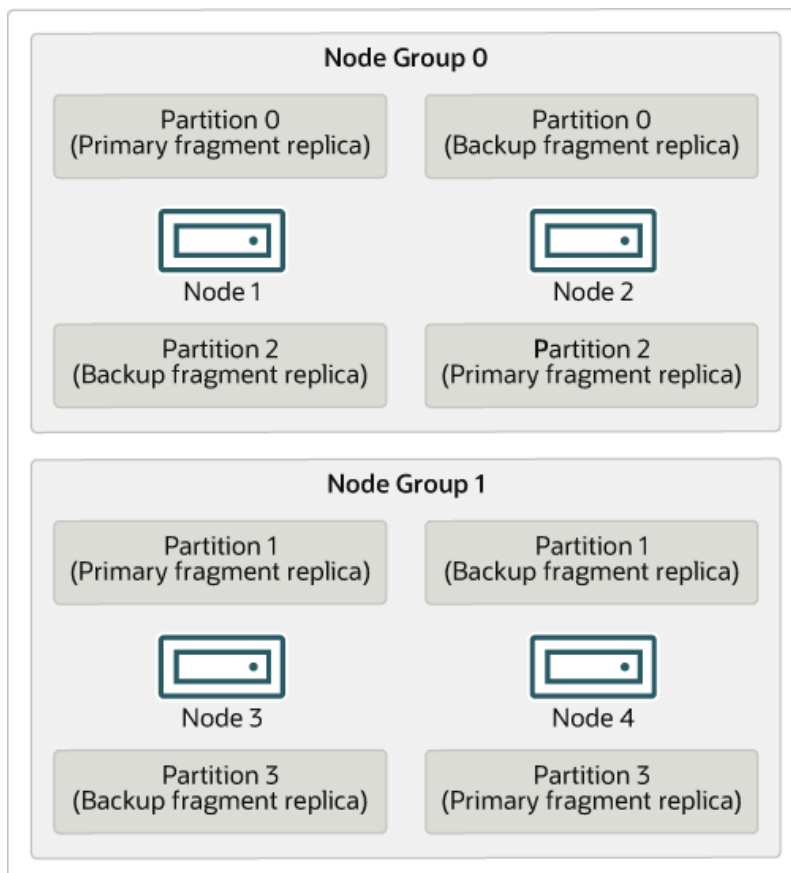 Node Group 0
Partition 0
(Primary fragment replica)
Partition 0
(Backup fragment replica)
Node 1
Node 2
Partition 2
(Backup fragment replica)
Partition 2
(Primary fragment replica)
Node Group 1
Partition 1
(Primary fragment replica)
Partition 1
(Backup fragment replica)
Node 3
Node 4
Partition 3
(Backup fragment replica)
Partition 3
(Primary fragment replica)